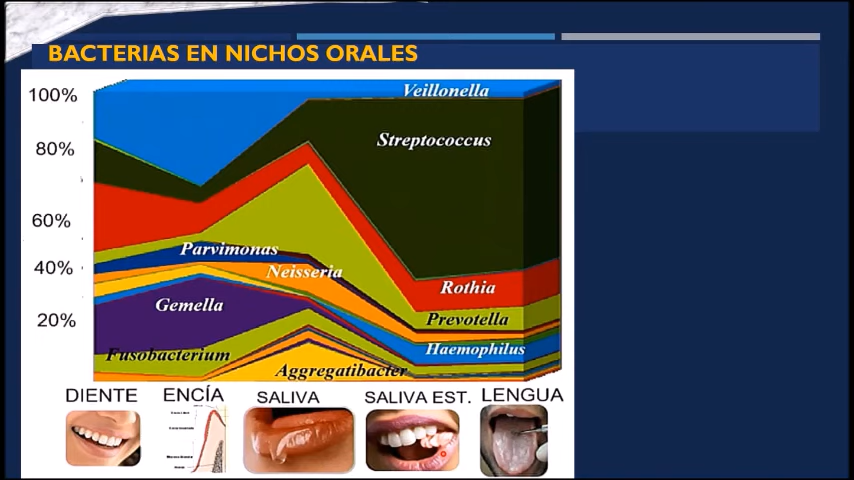 BACTERIAS EN NICHOS ORALES
100%
80%
60%
40%
20%
Veillonella
Streptococcus
Parvimonas
Neisseria
Rothia
Gemella
Prevotella
Haemophilus
Fusobacterium
Aggregatibacter
DIENTE ENCÍA SALIVA SALIVA EST. LENGUA